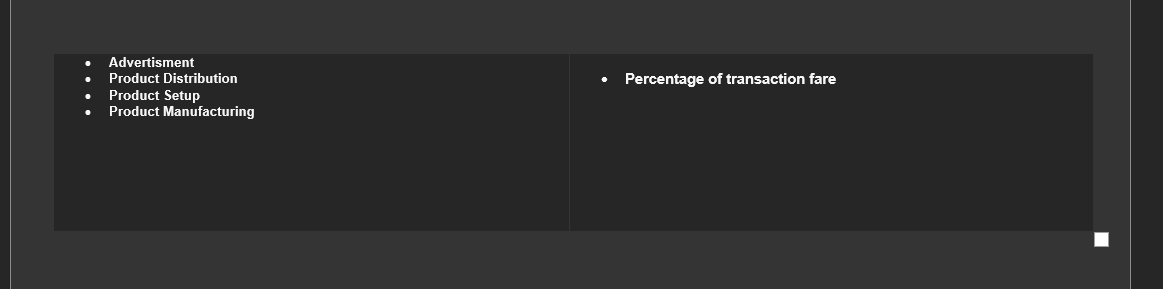 Advertisment
Product Distribution
Product Setup
Product Manufacturing
Percentage of transaction fare